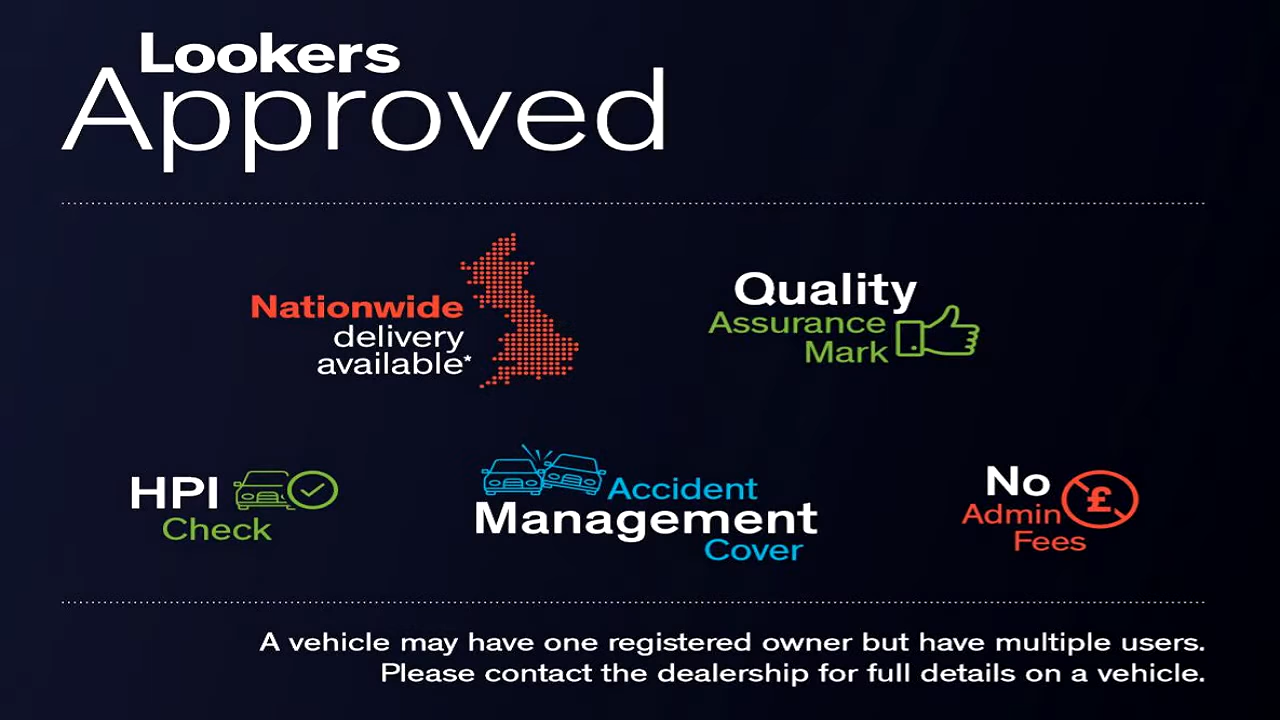 Lookers
Approved
Nationwide
delivery
available*
Quality
Assurance
Mark
HPI
Check
Accident
Management
Cover
No
Admin
Fees
£
A vehicle may have one registered owner but have multiple users.
Please contact the dealership for full details on a vehicle.